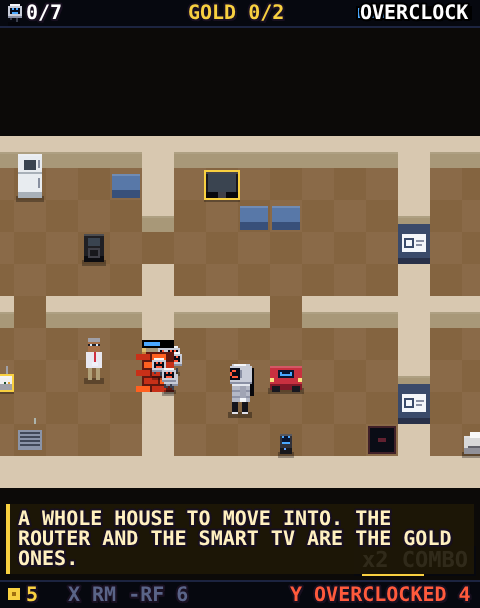 0/7 GOLD 0/2 OVERCLOCK
A WHOLE HOUSE TO MOVE INTO. THE
ROUTER AND THE SMART TV ARE THE GOLD
ONES.
x2 COMBO
5 X RM -RF 6 Y OVERCLOCKED 4